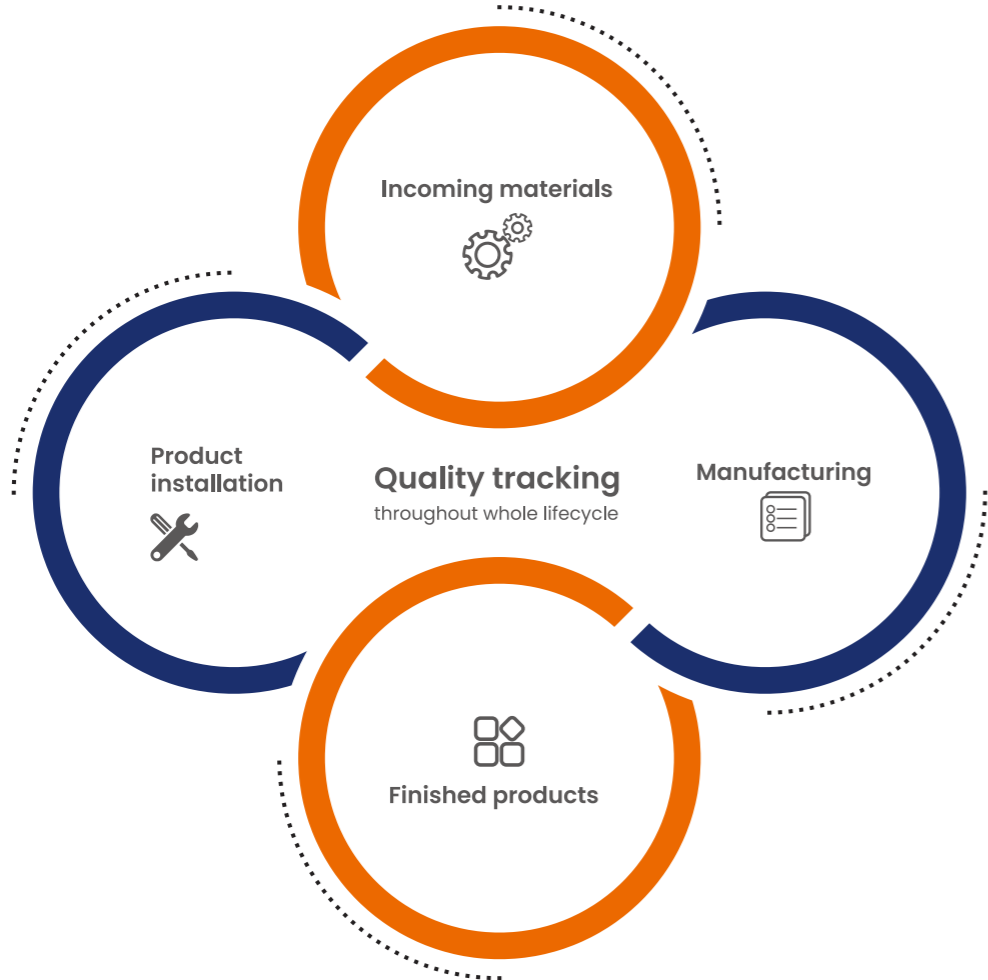 Incoming materials
Product
installation
Quality tracking
throughout whole lifecycle
Manufacturing
Finished products